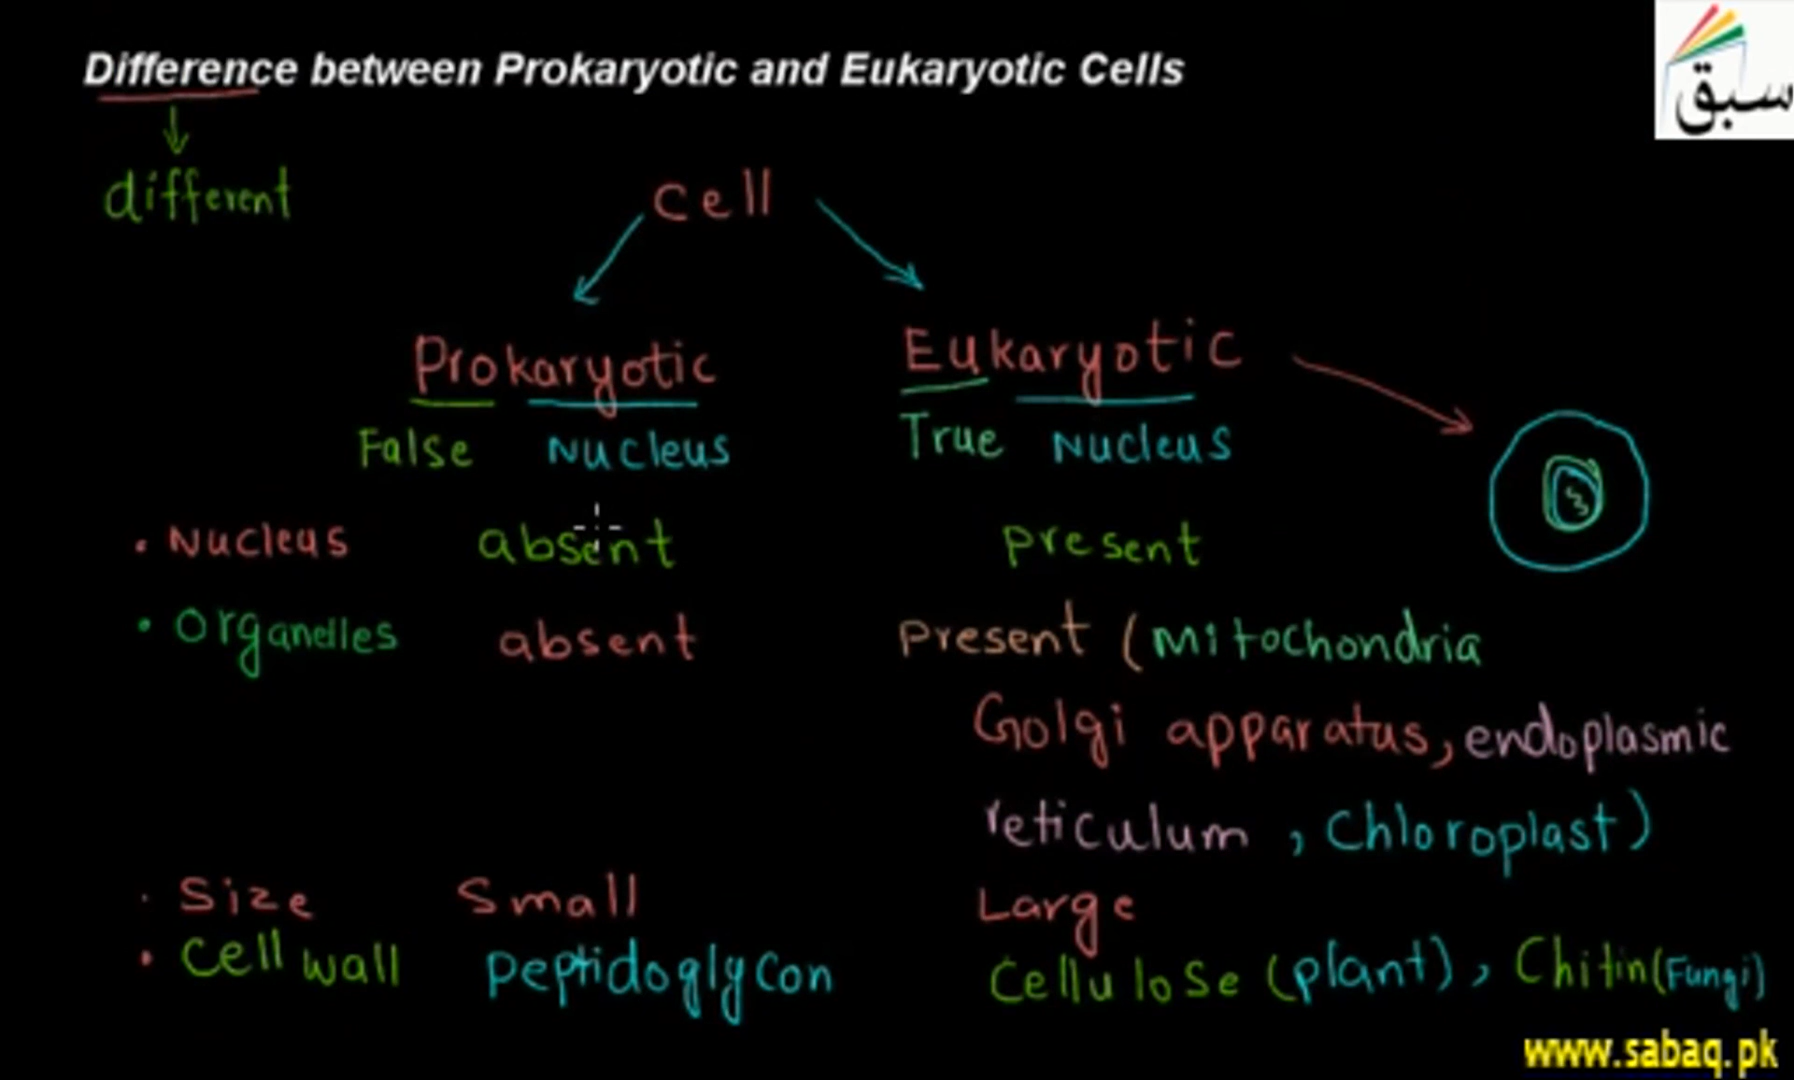 Difference between Prokaryotic and Eukaryotic Cells
سبق
different
Cell
Prokaryotic Eukaryotic
False Nucleus True Nucleus
• Nucleus absent present
• Organelles absent Present (Mitochondria
Golgi apparatus, endoplasmic
reticulum, Chloroplast)
• Size Small Large
• Cell wall peptidoglycon Cellulose (plant), Chitin (Fungi)
www.sabaq.pk